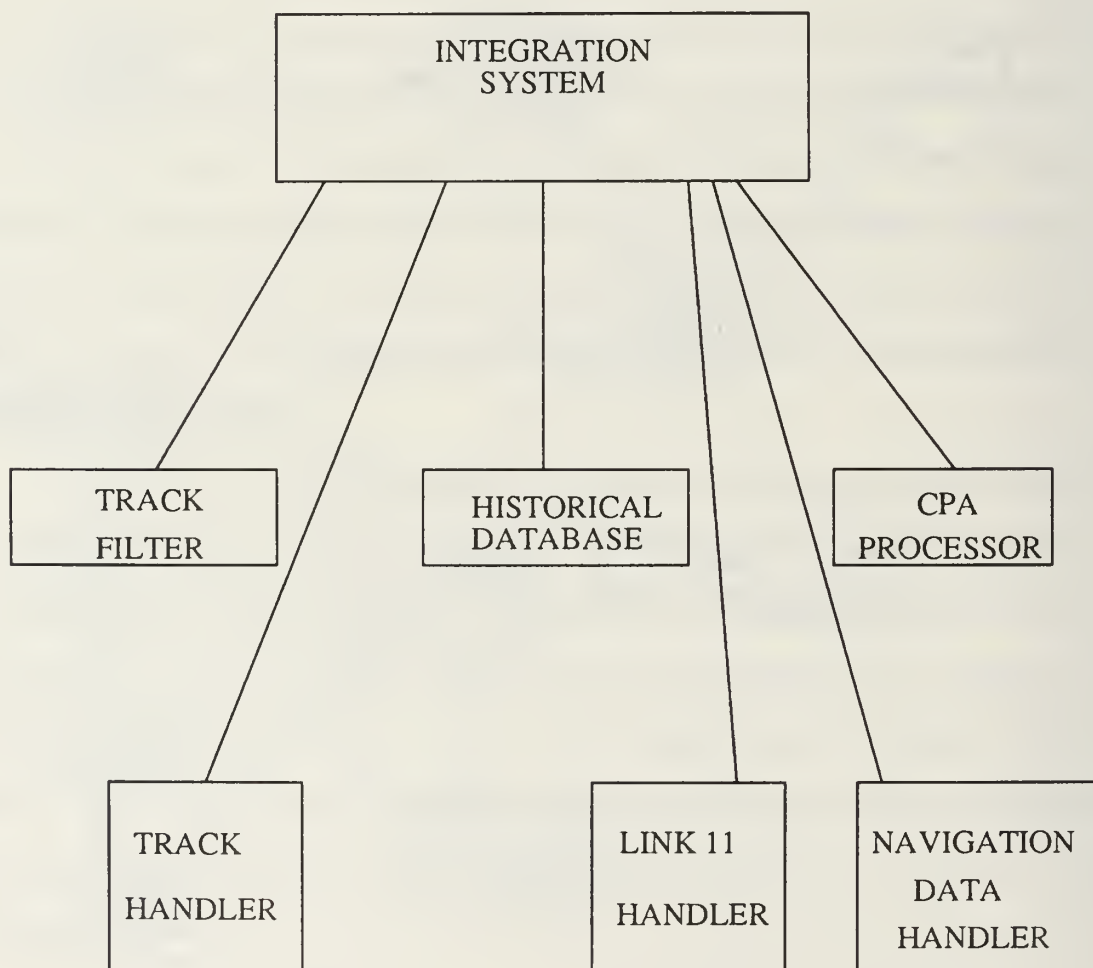 INTEGRATION
SYSTEM
TRACK
FILTER
HISTORICAL
DATABASE
CPA
PROCESSOR
TRACK
HANDLER
LINK 11
HANDLER
NAVIGATION
DATA
HANDLER